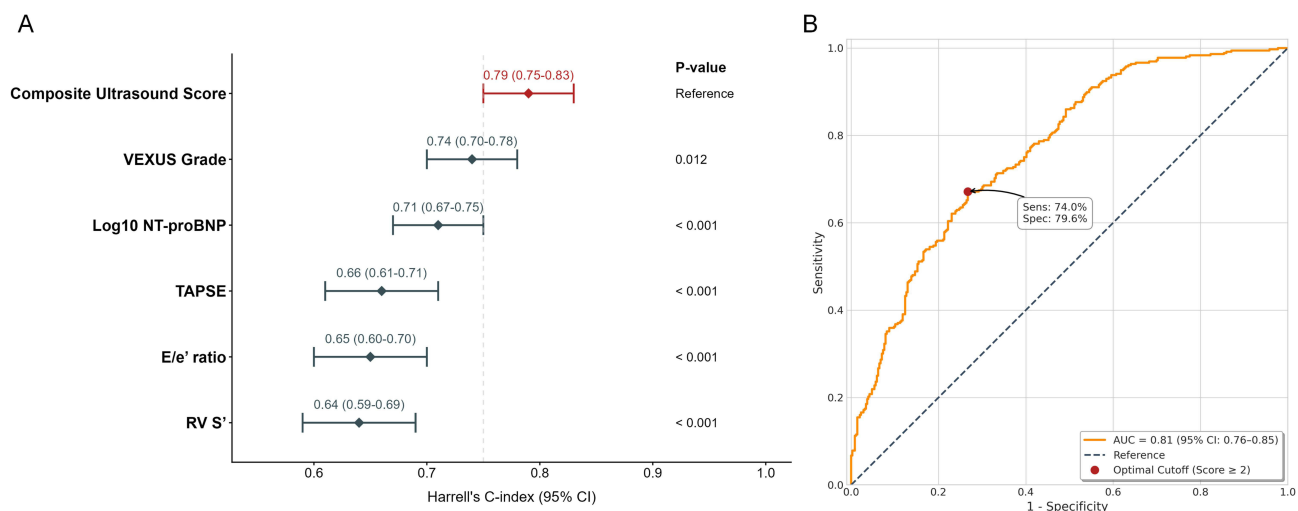 A
P-value
Composite Ultrasound Score
0.79 (0.75-0.83)
Reference
VEXUS Grade
0.74 (0.70-0.78)
0.012
Log10 NT-proBNP
0.71 (0.67-0.75)
< 0.001
TAPSE
0.66 (0.61-0.71)
< 0.001
E/e’ ratio
0.65 (0.60-0.70)
< 0.001
RV S’
0.64 (0.59-0.69)
< 0.001
0.6 0.7 0.8 0.9 1.0
Harrell's C-index (95% CI)
B
1.0
0.8
0.6
0.4
0.2
0.0
Sensitivity
Sens: 74.0%
Spec: 79.6%
AUC = 0.81 (95% CI: 0.76–0.85)
Reference
Optimal Cutoff (Score ≥ 2)
0.0 0.2 0.4 0.6 0.8 1.0
1 - Specificity